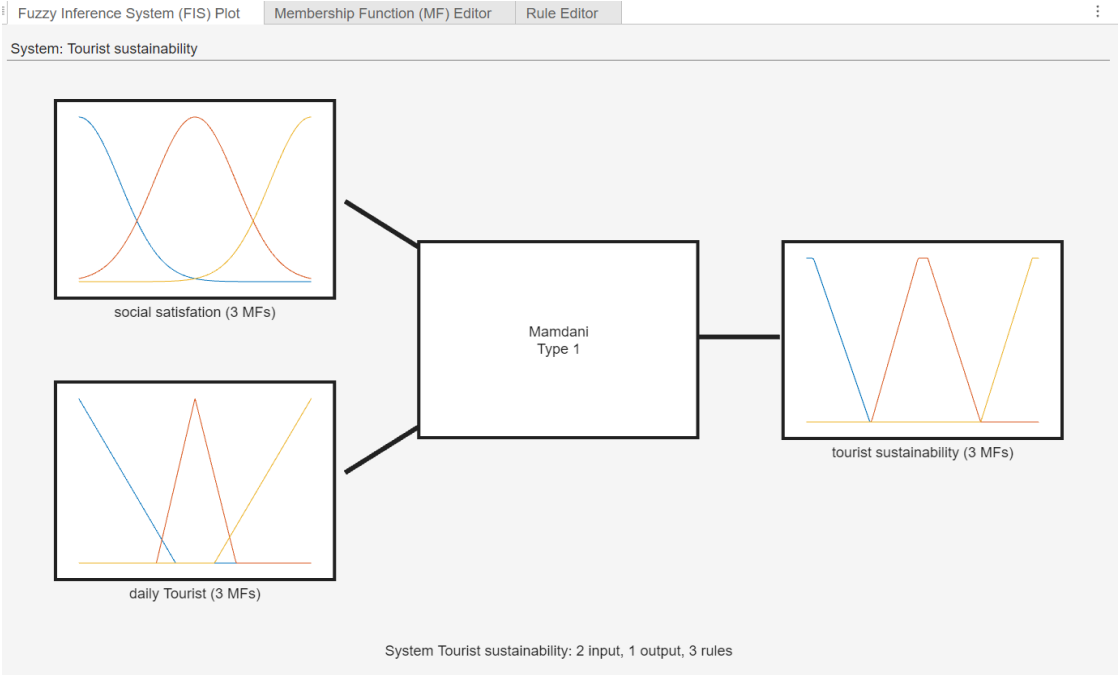 Fuzzy Inference System (FIS) Plot
Membership Function (MF) Editor
Rule Editor
System: Tourist sustainability
social satisfation (3 MFs)
Mamdani
Type 1
tourist sustainability (3 MFs)
daily Tourist (3 MFs)
System Tourist sustainability: 2 input, 1 output, 3 rules